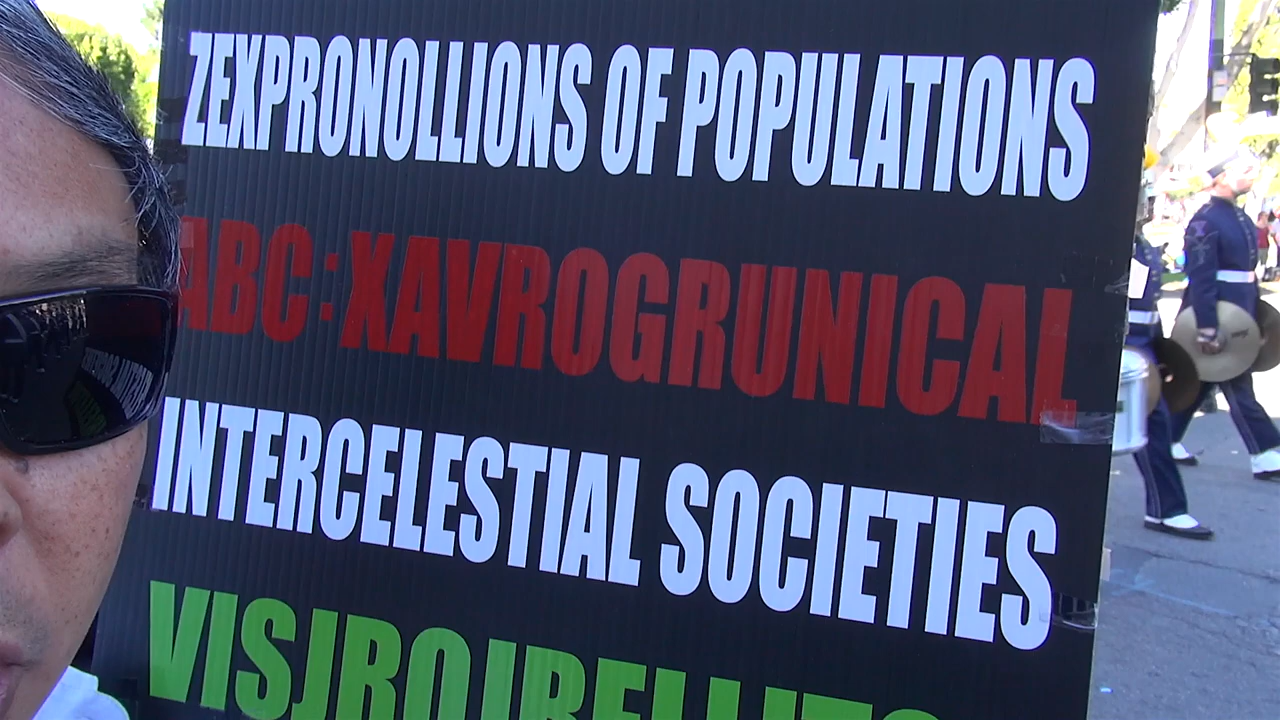 ZEXPRONOLLIONS OF POPULATIONS
ABC:XAVROGRUNICAL
INTERCELESTIAL SOCIETIES